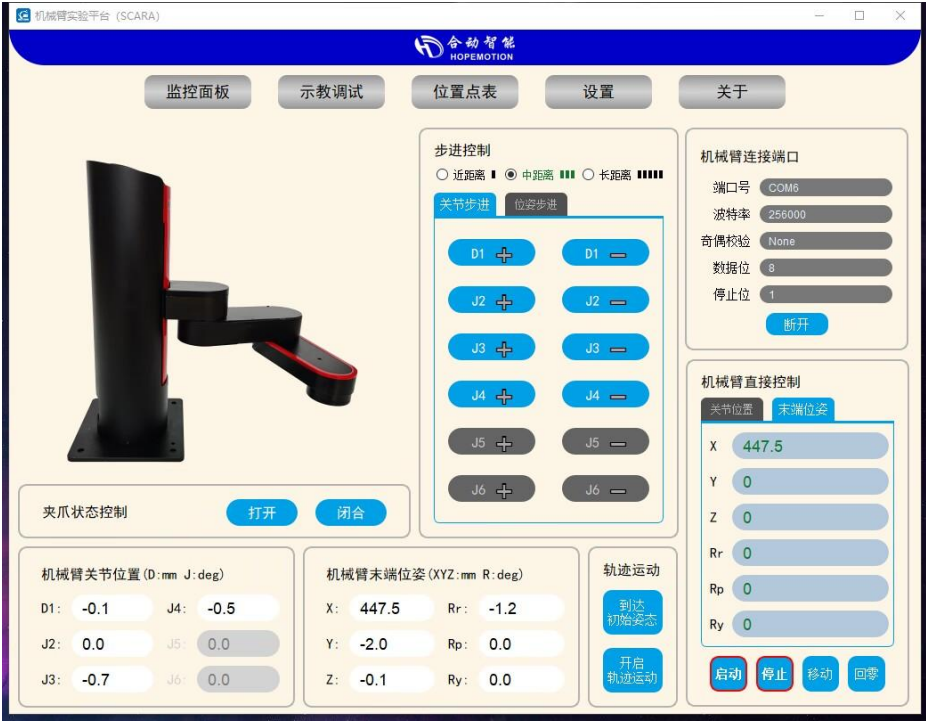 机械臂实验平台 (SCARA)
合动智能
HOPEMOTION
监控面板 示教调试 位置点表 设置 关于
步进控制
近距离 中距离 长距离
关节步进 位姿步进
D1 D1
J2 J2
J3 J3
J4 J4
J5 J5
J6 J6
机械臂连接端口
端口号 COM6
波特率 256000
奇偶校验 None
数据位 8
停止位 1
断开
机械臂直接控制
关节位置 末端位姿
X 447.5
Y 0
Z 0
Rr 0
Rp 0
Ry 0
启动 停止 移动 回零
夹爪状态控制 打开 闭合
机械臂关节位置(D:mm J:deg)
D1: -0.1 J4: -0.5
J2: 0.0 J5: 0.0
J3: -0.7 J6: 0.0
机械臂末端位姿(XYZ:mm R:deg)
X: 447.5 Rr: -1.2
Y: -2.0 Rp: 0.0
Z: -0.1 Ry: 0.0
轨迹运动
到达
初始姿态
开启
轨迹运动